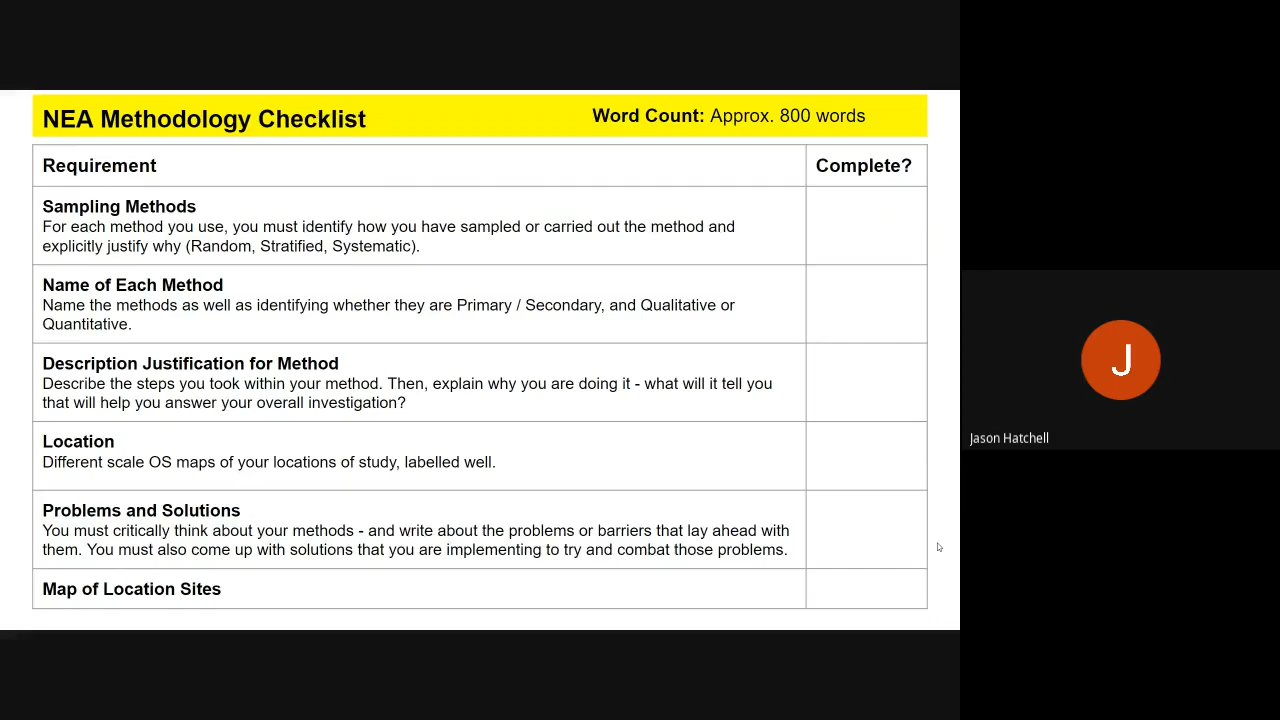 NEA Methodology Checklist
Word Count: Approx. 800 words
Requirement
Complete?
Sampling Methods
For each method you use, you must identify how you have sampled or carried out the method and
explicitly justify why (Random, Stratified, Systematic).
Name of Each Method
Name the methods as well as identifying whether they are Primary / Secondary, and Qualitative or
Quantitative.
Description Justification for Method
Describe the steps you took within your method. Then, explain why you are doing it - what will it tell you
that will help you answer your overall investigation?
Location
Different scale OS maps of your locations of study, labelled well.
Problems and Solutions
You must critically think about your methods - and write about the problems or barriers that lay ahead with
them. You must also come up with solutions that you are implementing to try and combat those problems.
Map of Location Sites
J
Jason Hatchell